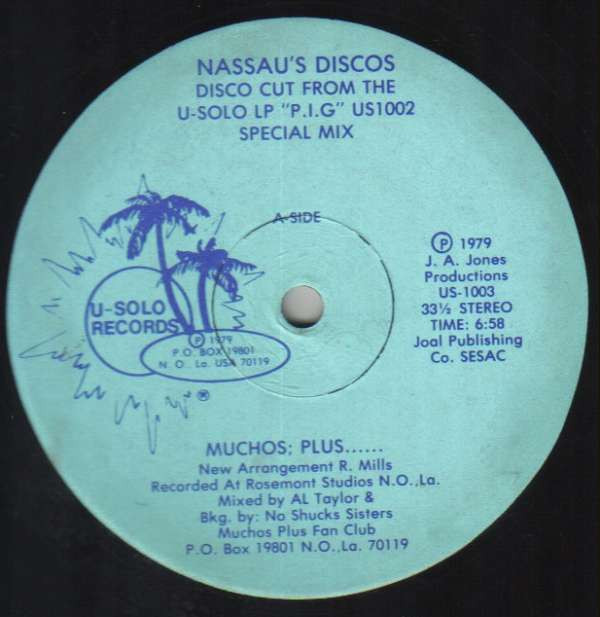 NASSAU'S DISCOS
DISCO CUT FROM THE
U-SOLO LP "P.I.G" US1002
SPECIAL MIX
A-SIDE
U-SOLO
RECORDS
℗ 1979
P.O. BOX 19801
N. O., La. USA 70119
®
℗ 1979
J. A. Jones
Productions
US-1003
33⅓ STEREO
TIME: 6:58
Joal Publishing
Co. SESAC
MUCHOS; PLUS......
New Arrangement R. Mills
Recorded At Rosemont Studios N.O.,La.
Mixed by AL Taylor &
Bkg. by: No Shucks Sisters
Muchos Plus Fan Club
P.O. Box 19801 N.O., La. 70119